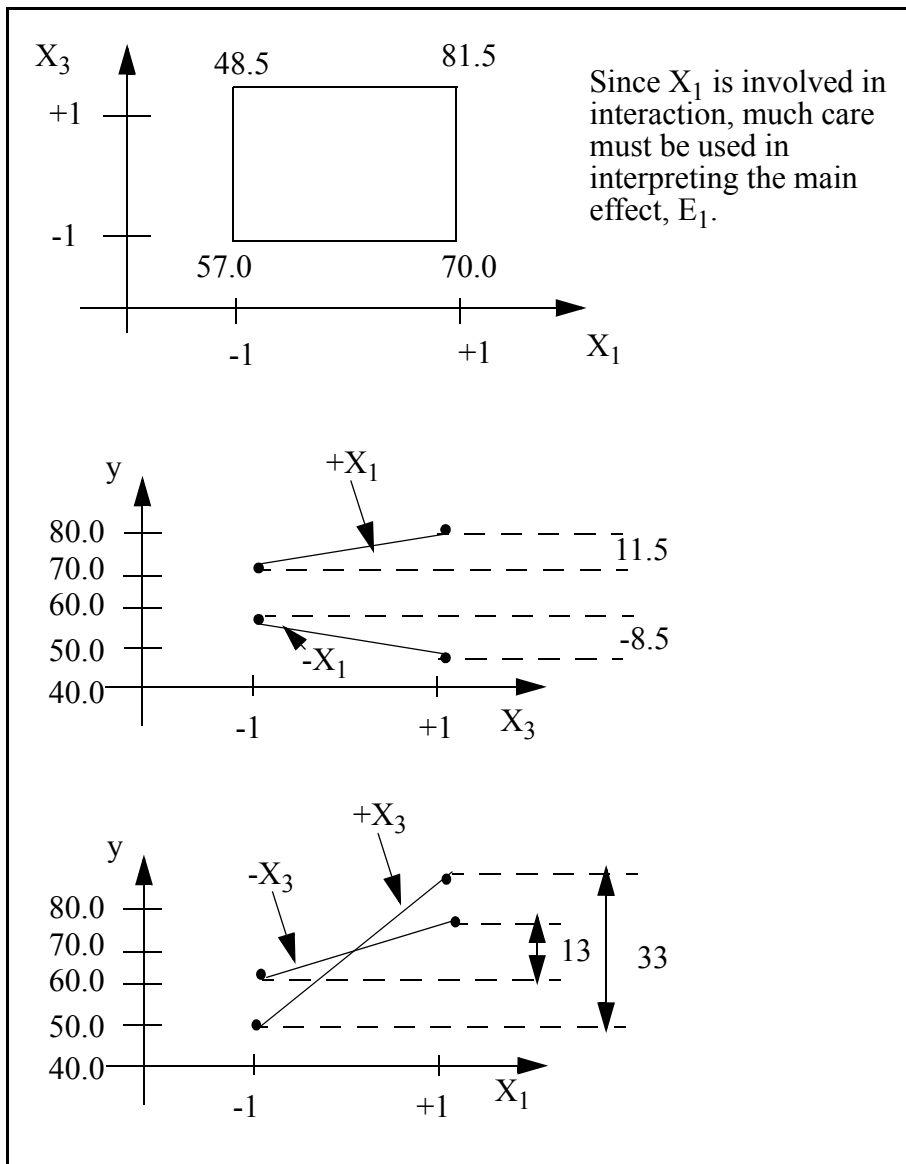 X3
48.5
81.5
+1
-1
57.0
70.0
-1
+1
X1
Since X1 is involved in
interaction, much care
must be used in
interpreting the main
effect, E1.
y
+X1
80.0
70.0
60.0
50.0
40.0
11.5
-8.5
-X1
-1
+1
X3
y
+X3
-X3
80.0
70.0
60.0
50.0
40.0
13
33
-1
+1
X1